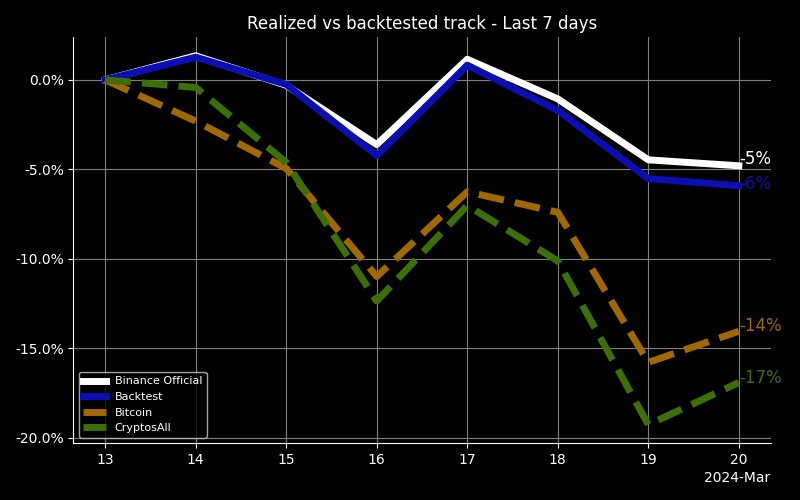 Realized vs backtested track - Last 7 days
0.0%
-5.0%
-10.0%
-15.0%
-20.0%
-5%
-6%
-14%
-17%
Binance Official
Backtest
Bitcoin
CryptosAll
13 14 15 16 17 18 19 20
2024-Mar